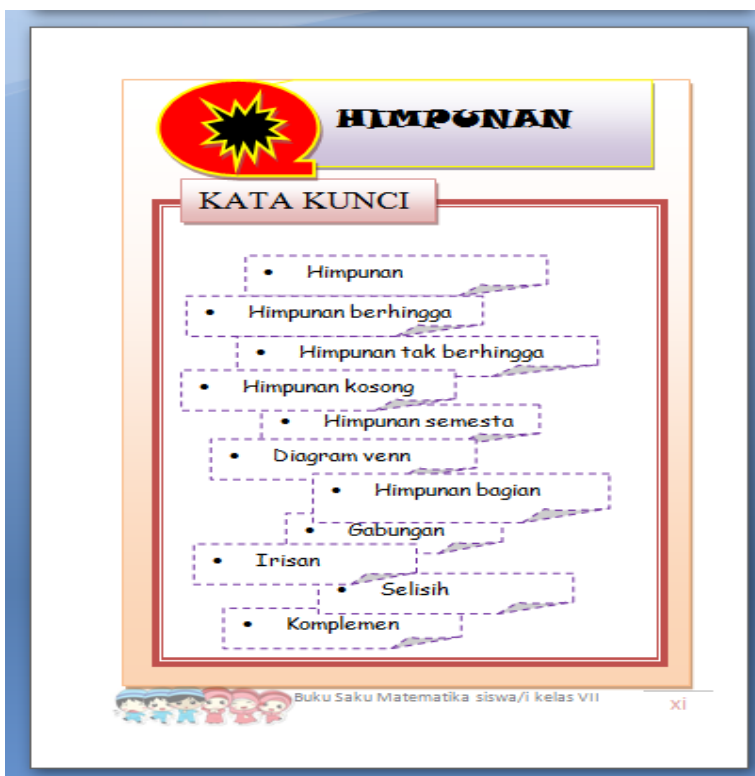 HIMPUNAN
KATA KUNCI
• Himpunan
• Himpunan berhingga
• Himpunan tak berhingga
• Himpunan kosong
• Himpunan semesta
• Diagram venn
• Himpunan bagian
• Gabungan
• Irisan
• Selisih
• Komplemen
Buku Saku Matematika siswa/i kelas VII
xi